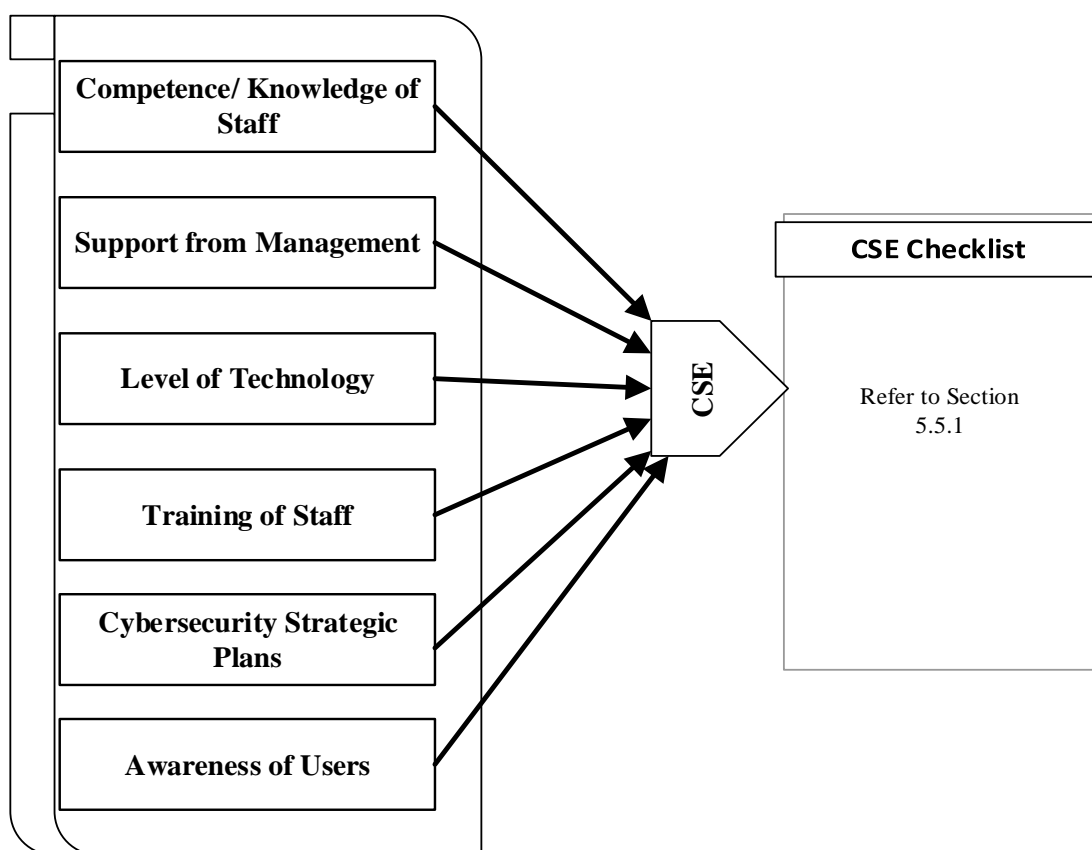 Competence/ Knowledge of
Staff
Support from Management
Level of Technology
Training of Staff
Cybersecurity Strategic
Plans
Awareness of Users
CSE
CSE Checklist
Refer to Section
5.5.1